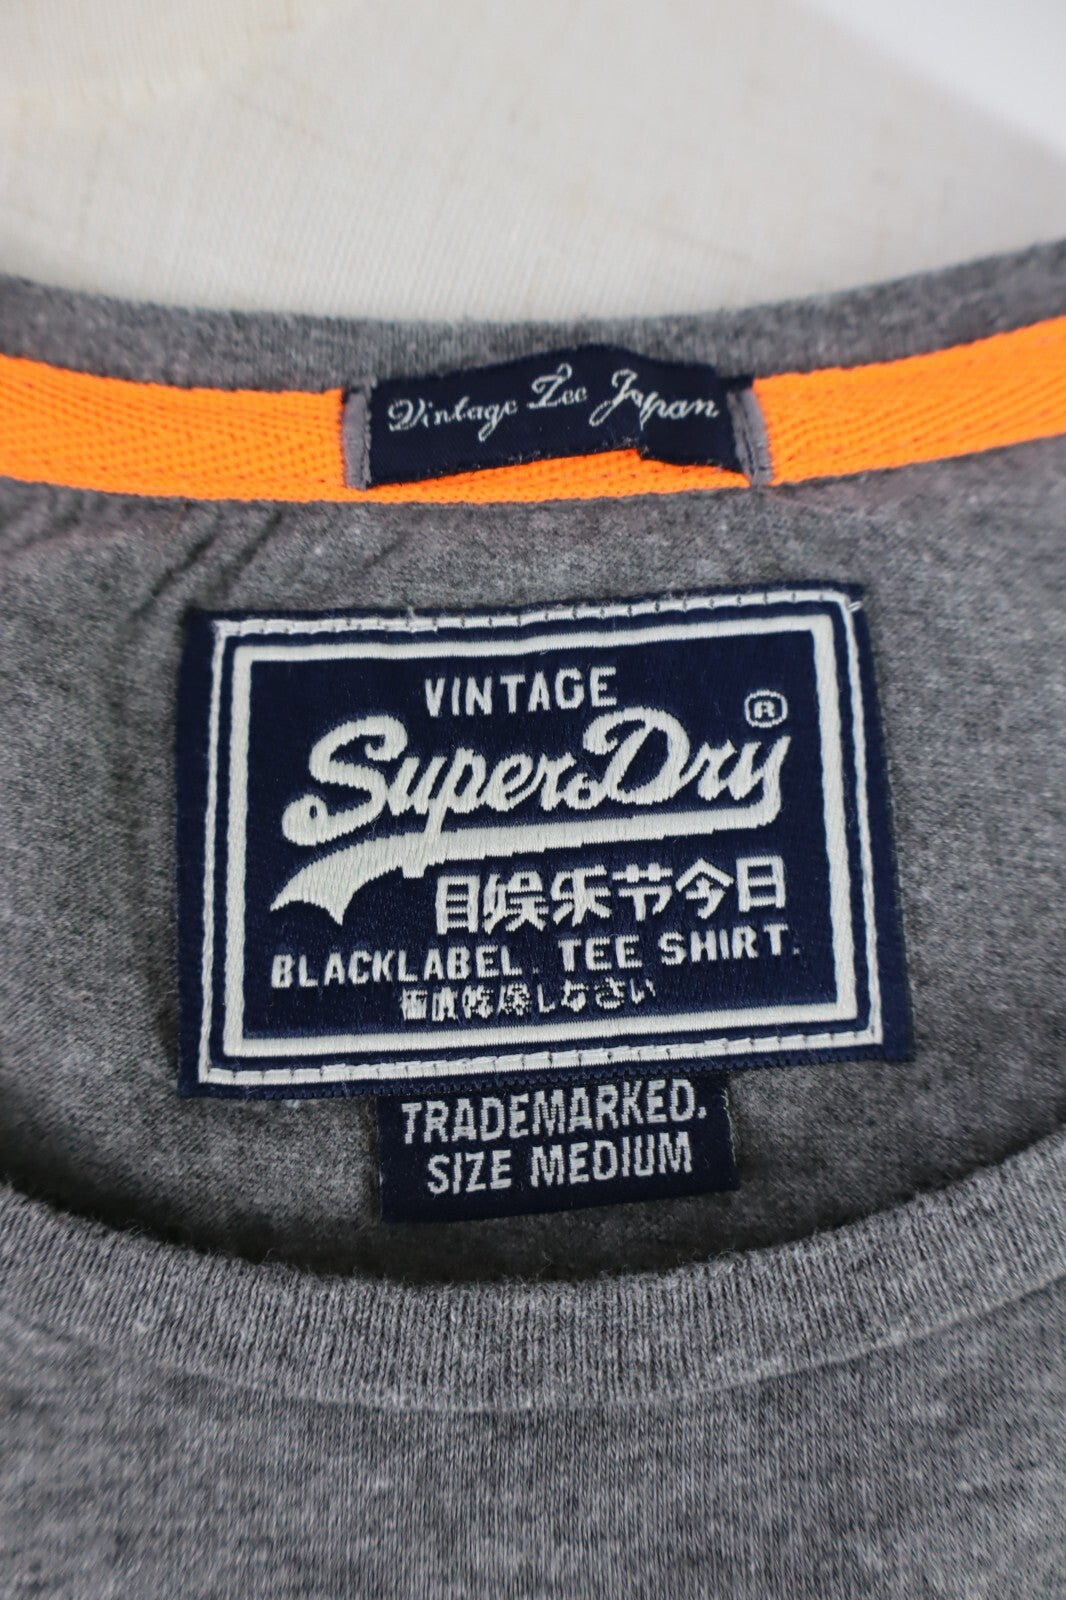 Vintage Tee Japan
VINTAGE
SuperDry ®
目娯乐节今日
BLACKLABEL. TEE SHIRT.
極度乾燥しなさい
TRADEMARKED.
SIZE MEDIUM